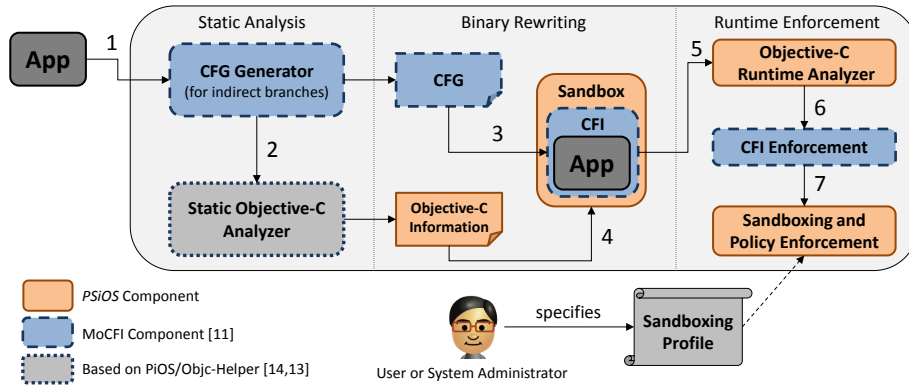 Static Analysis
Binary Rewriting
Runtime Enforcement
App
1
CFG Generator
(for indirect branches)
CFG
2
3
Sandbox
CFI
App
4
5
Objective-C
Runtime Analyzer
6
CFI Enforcement
7
Static Objective-C
Analyzer
Objective-C
Information
Sandboxing and
Policy Enforcement
PSiOS Component
MoCFI Component [11]
Based on PiOS/Objc-Helper [14,13]
specifies
User or System Administrator
Sandboxing
Profile